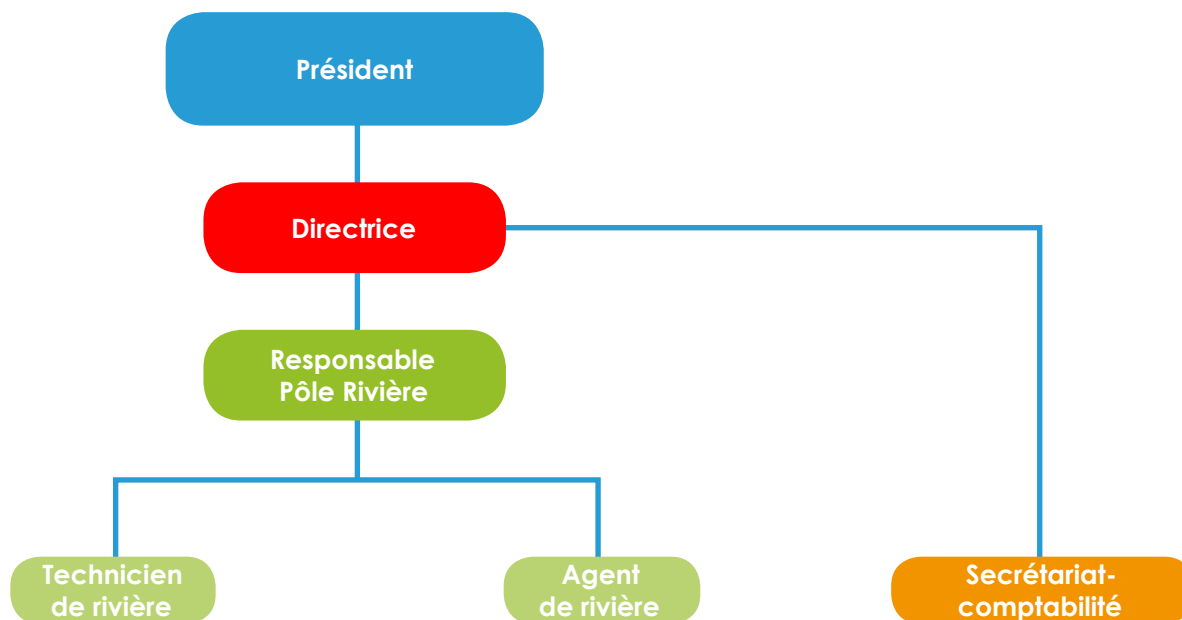 Président
Directrice
Responsable
Pôle Rivière
Technicien
de rivière
Agent
de rivière
Secrétariat-
comptabilité